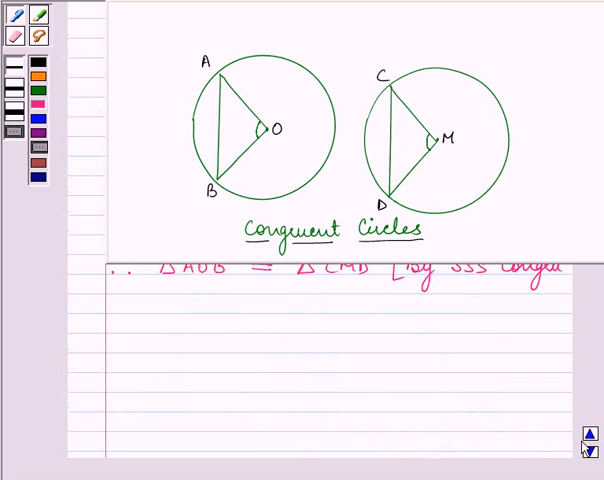 A
O
B
C
M
D
Congruent Circles
∴ △AOB ≅ △CMD [By SSS congru